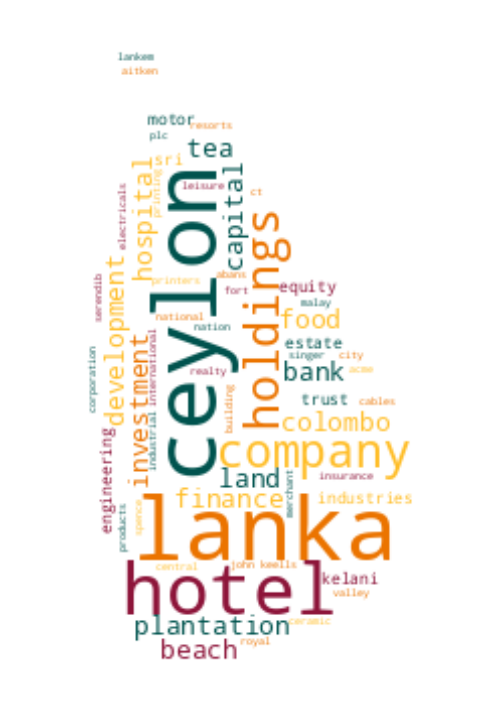 lankem
aitken
motor
resorts
plc
tea
sri
hospital
printing
leisure
ct
capital
electricals
ceylon
holdings
development
printers
abans
fort
equity
serendib
malay
national
nation
food
international
investment
estate
singer
city
corporation
realty
bank
acme
building
trust
cables
industrial
colombo
engineering
company
land
merchant
insurance
finance
industries
products
spence
lanka
central
john keells
hotel
kelani
valley
plantation
ceramic
royal
beach